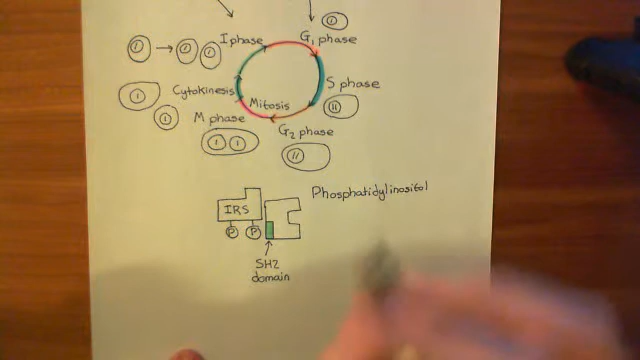 I phase
G1 phase
S phase
G2 phase
Mitosis
M phase
Cytokinesis
Phosphatidylinositol
IRS
P P
SH2
domain